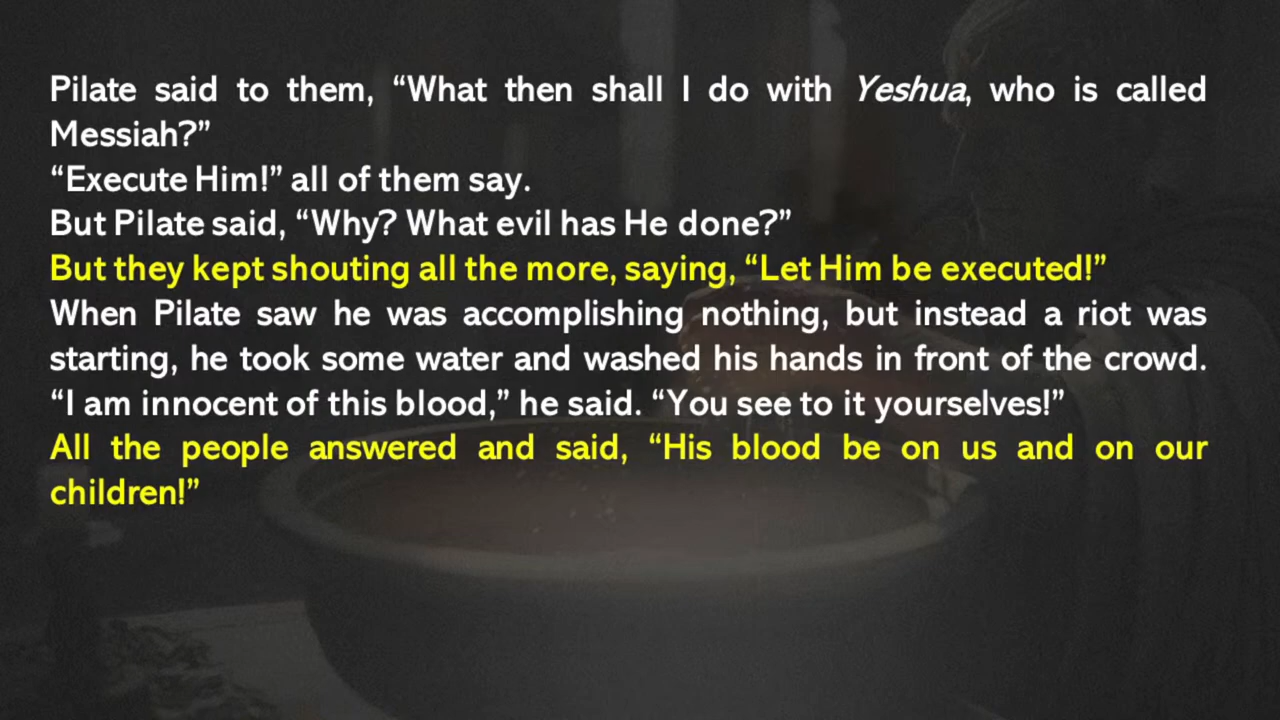 Pilate said to them, “What then shall I do with Yeshua, who is called
Messiah?”
“Execute Him!” all of them say.
But Pilate said, “Why? What evil has He done?”
But they kept shouting all the more, saying, “Let Him be executed!”
When Pilate saw he was accomplishing nothing, but instead a riot was
starting, he took some water and washed his hands in front of the crowd.
“I am innocent of this blood,” he said. “You see to it yourselves!”
All the people answered and said, “His blood be on us and on our
children!”